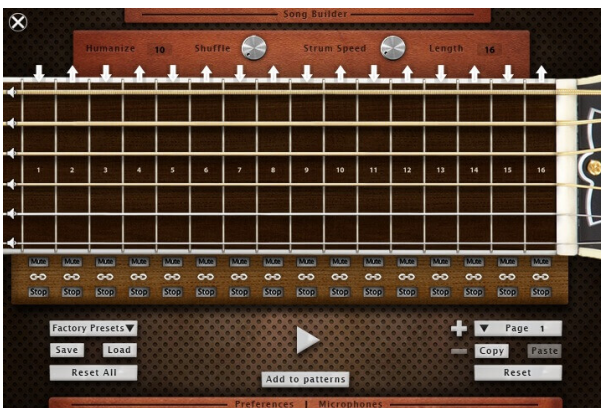 Song Builder
Humanize 10 Shuffle Strum Speed Length 16
1 2 3 4 5 6 7 8 9 10 11 12 13 14 15 16
Mute Mute Mute Mute Mute Mute Mute Mute Mute Mute Mute Mute Mute Mute Mute Mute
Stop Stop Stop Stop Stop Stop Stop Stop Stop Stop Stop Stop Stop Stop Stop Stop
Factory Presets▼ ▼ Page 1
Save Load Copy Paste
Reset All Add to patterns Reset
Preferences | Microphones